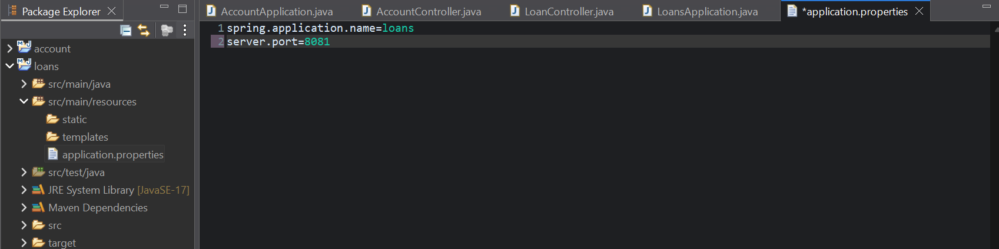 Package Explorer
account
loans
src/main/java
src/main/resources
static
templates
application.properties
src/test/java
JRE System Library [JavaSE-17]
Maven Dependencies
src
target
AccountApplication.java
AccountController.java
LoanController.java
LoansApplication.java
*application.properties
1 spring.application.name=loans
2 server.port=8081